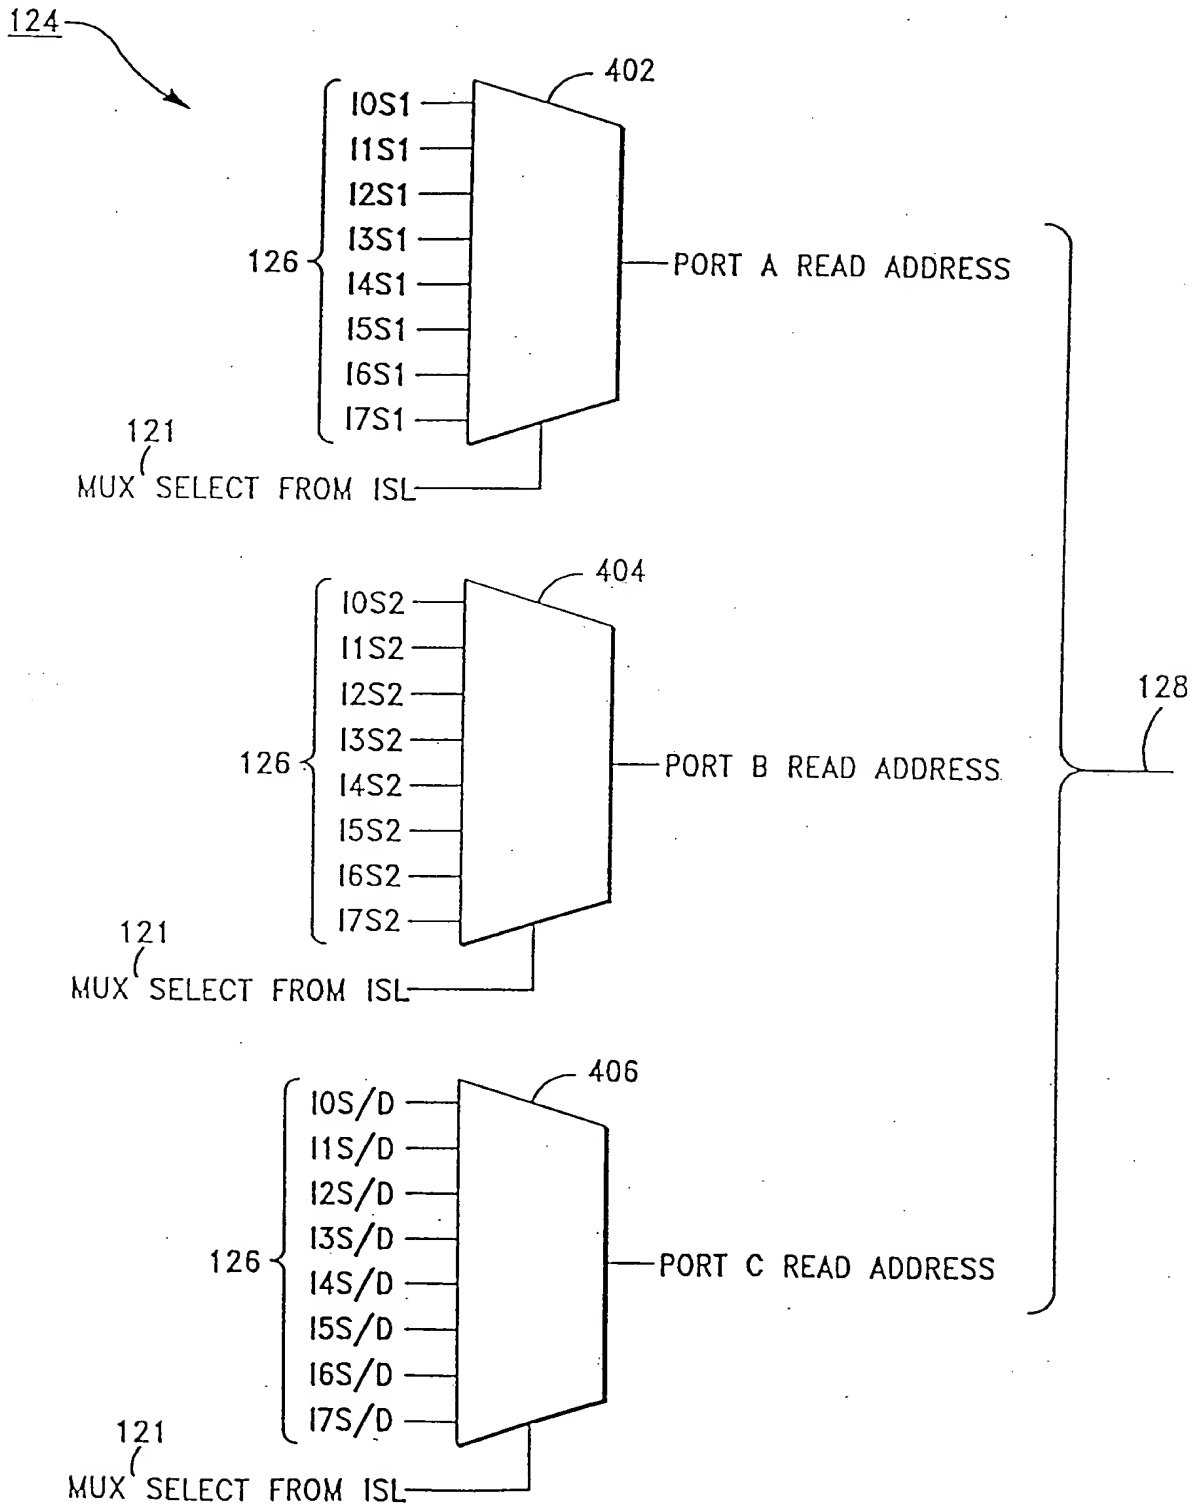 124
402
I0S1
I1S1
I2S1
I3S1
126
PORT A READ ADDRESS
I4S1
I5S1
I6S1
I7S1
121
MUX SELECT FROM ISL
404
I0S2
I1S2
I2S2
128
I3S2
126
PORT B READ ADDRESS
I4S2
I5S2
I6S2
I7S2
121
MUX SELECT FROM ISL
406
I0S/D
I1S/D
I2S/D
I3S/D
126
PORT C READ ADDRESS
I4S/D
I5S/D
I6S/D
I7S/D
121
MUX SELECT FROM ISL